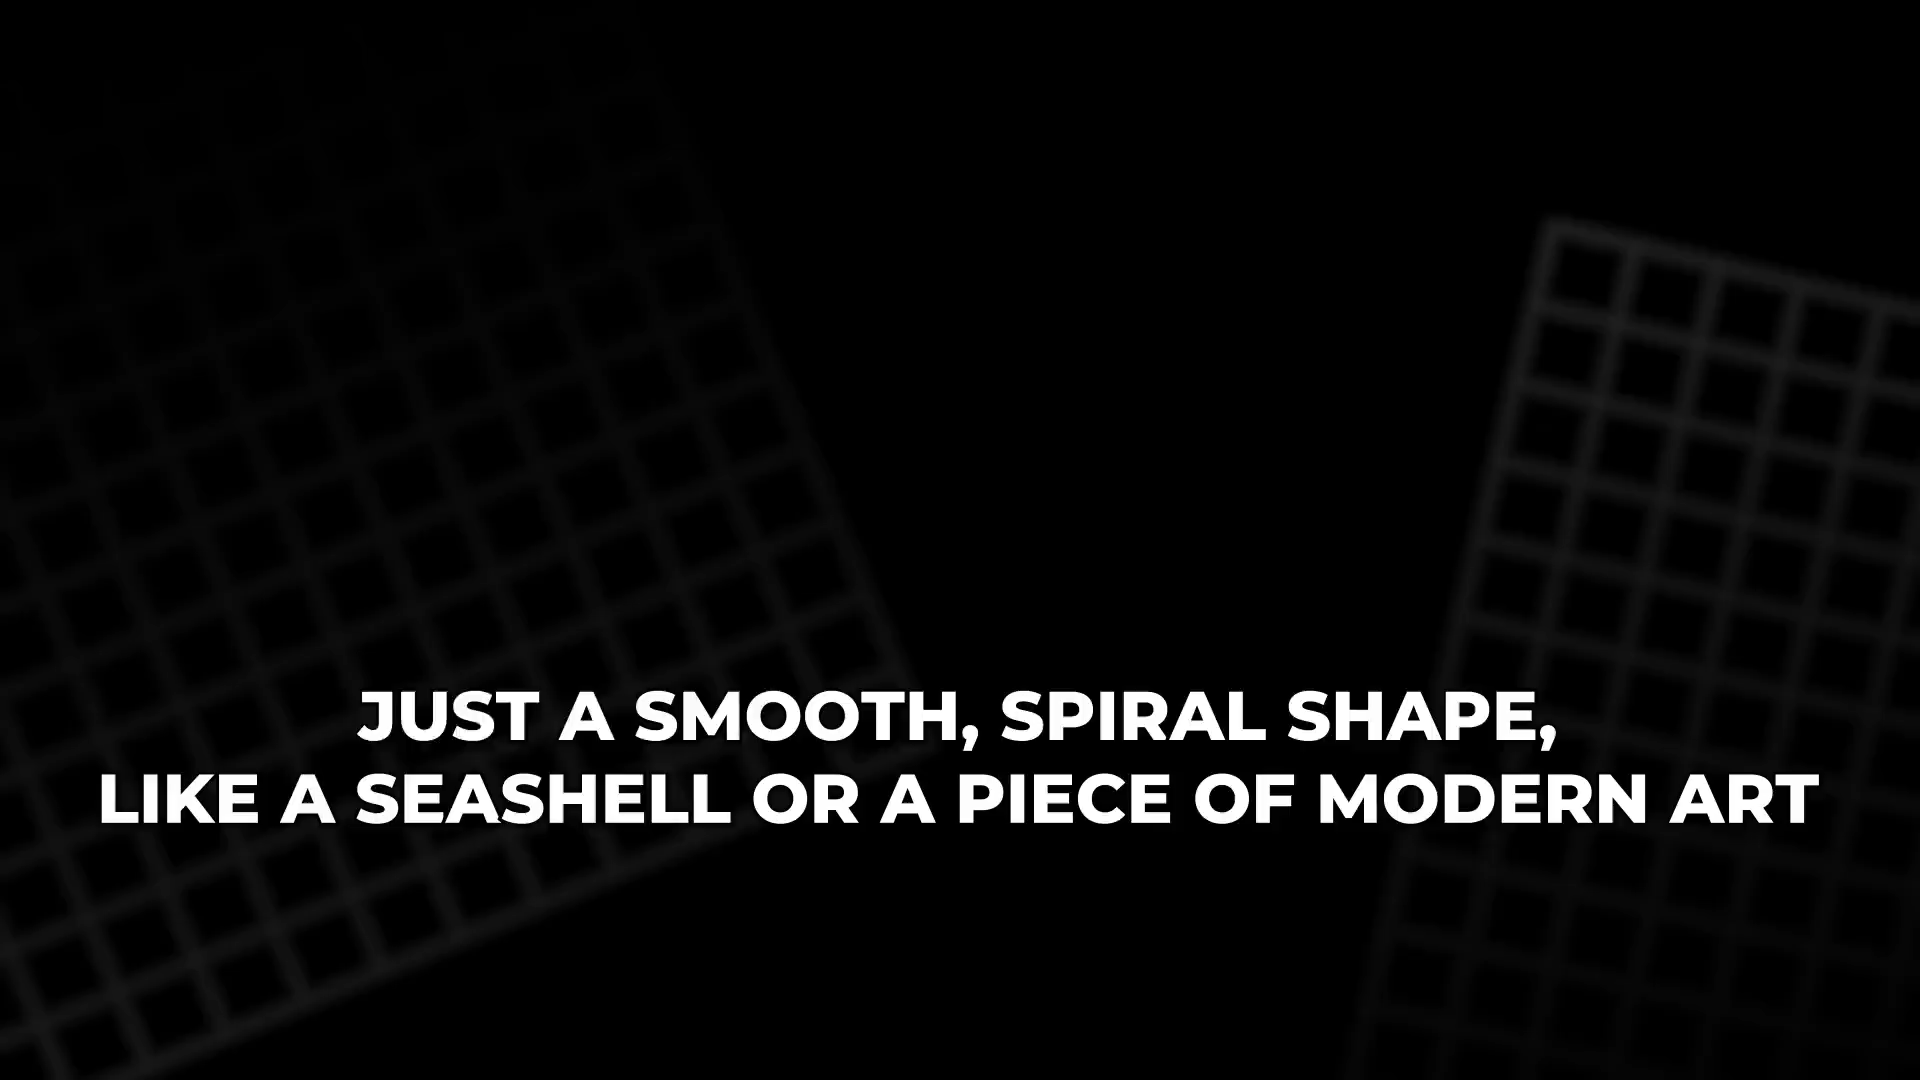 JUST A SMOOTH, SPIRAL SHAPE,
LIKE A SEASHELL OR A PIECE OF MODERN ART